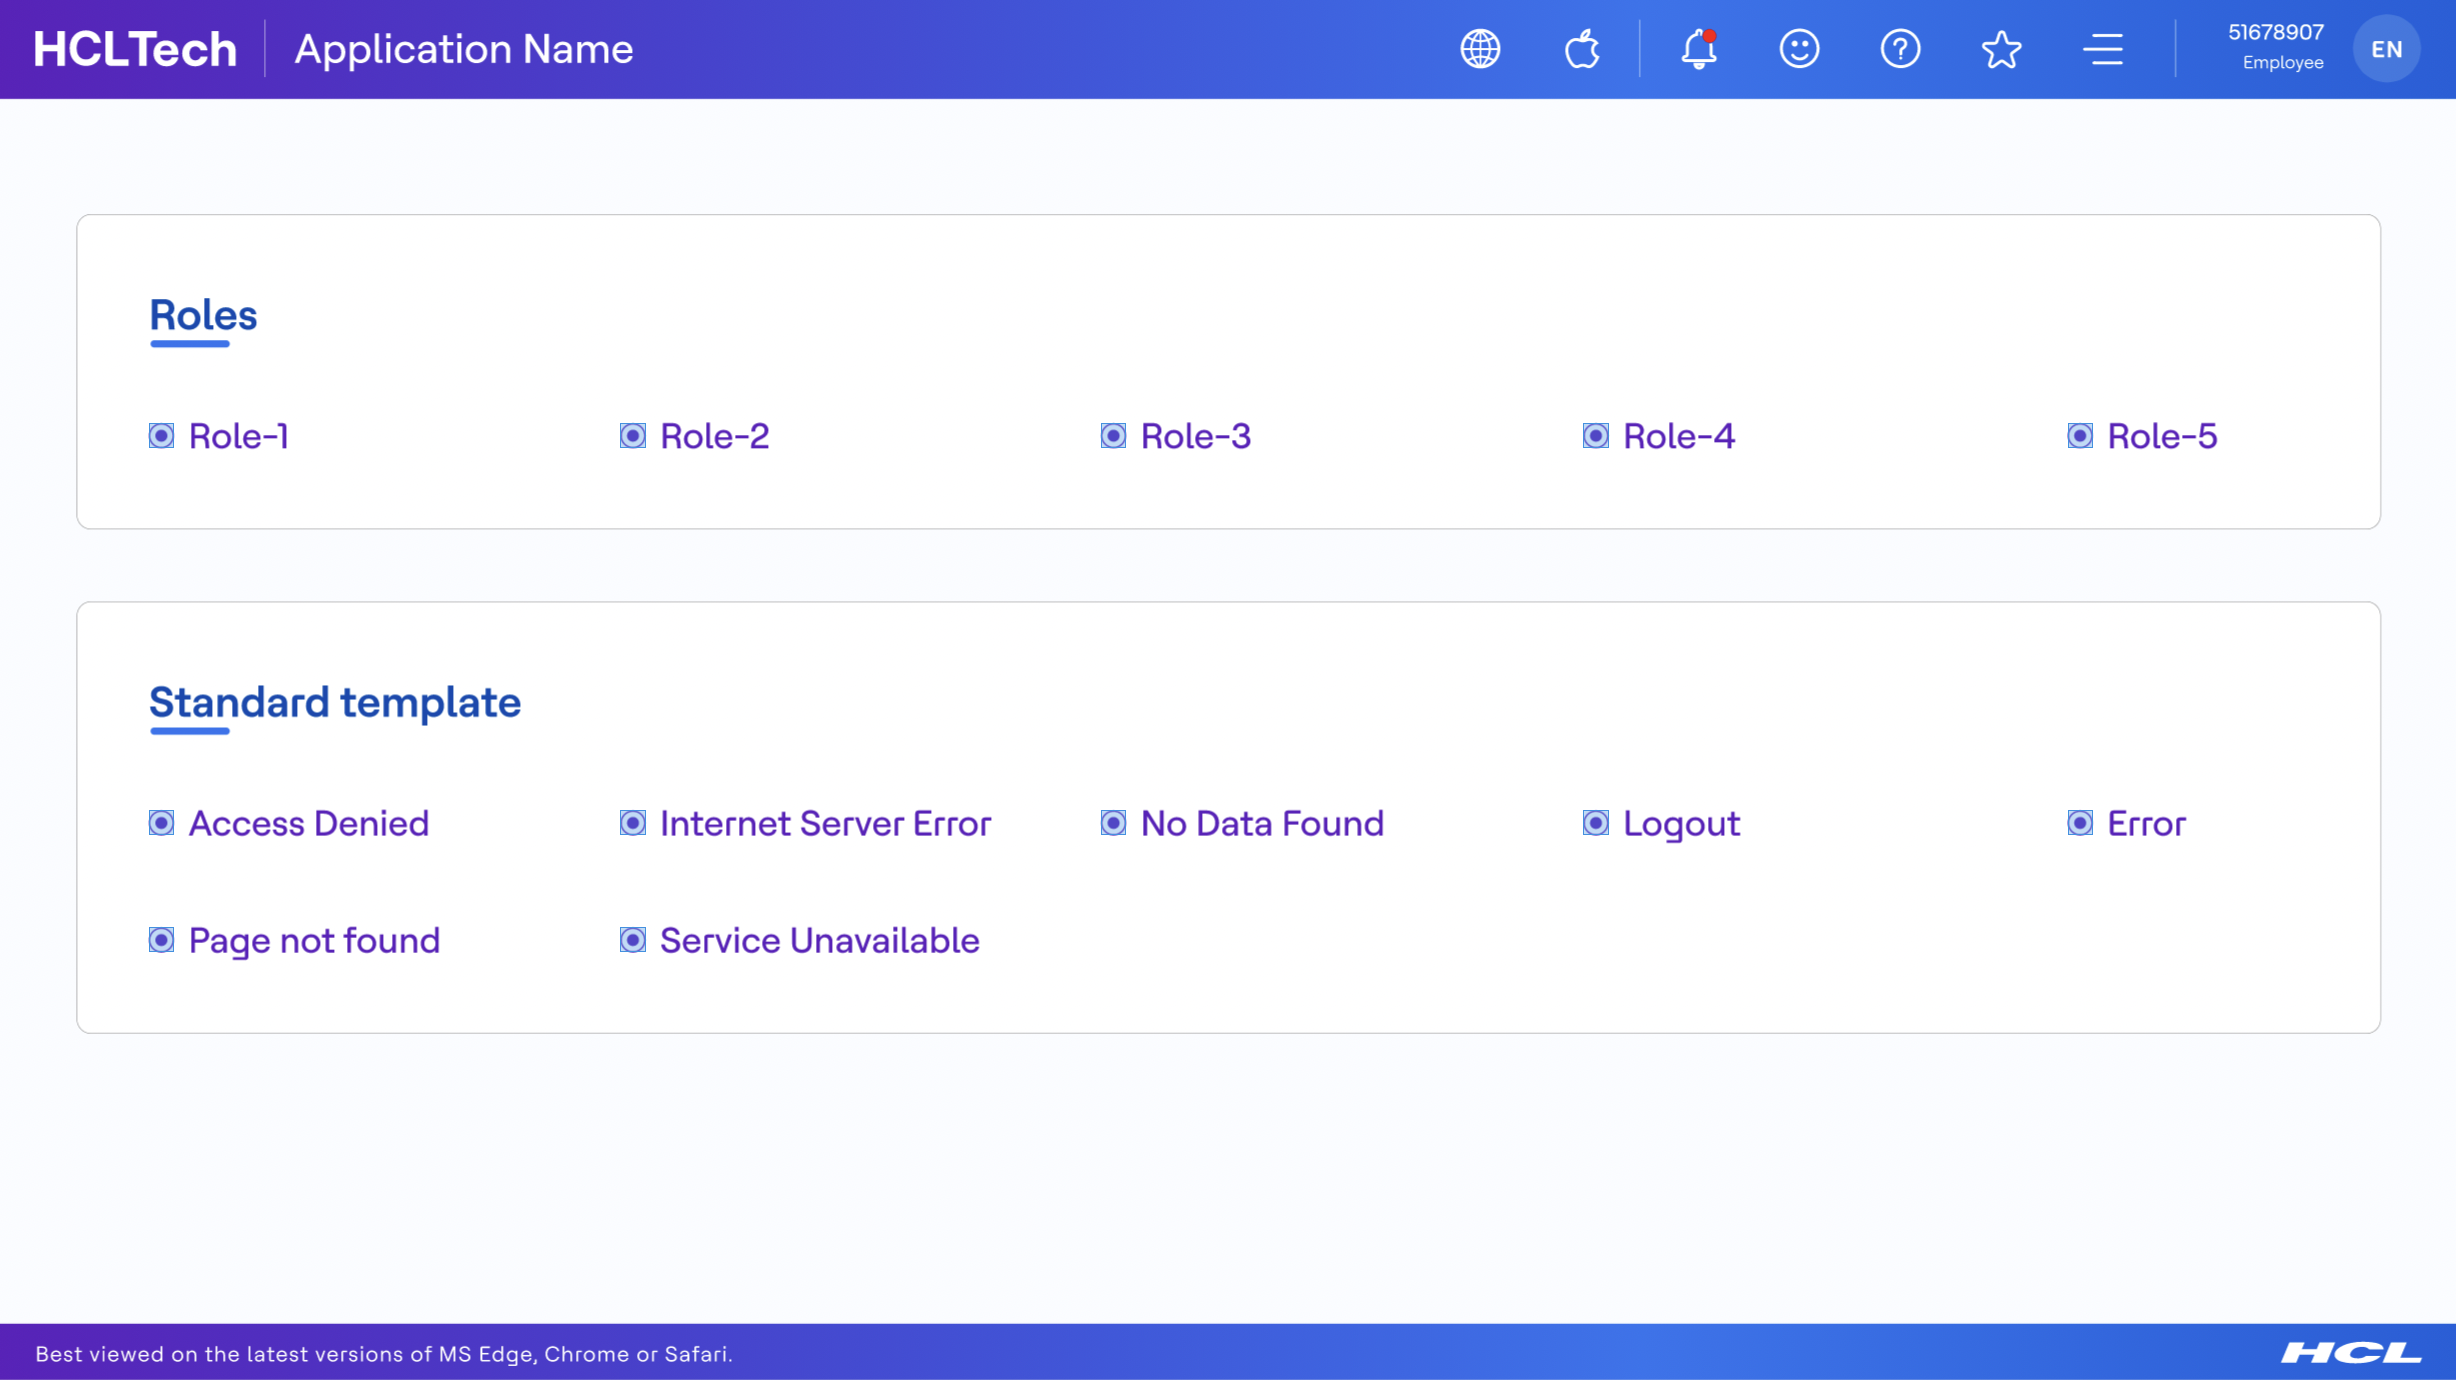 HCLTech
Application Name
51678907
Employee
EN
Roles
Role-1
Role-2
Role-3
Role-4
Role-5
Standard template
Access Denied
Internet Server Error
No Data Found
Logout
Error
Page not found
Service Unavailable
Best viewed on the latest versions of MS Edge, Chrome or Safari.
HCL